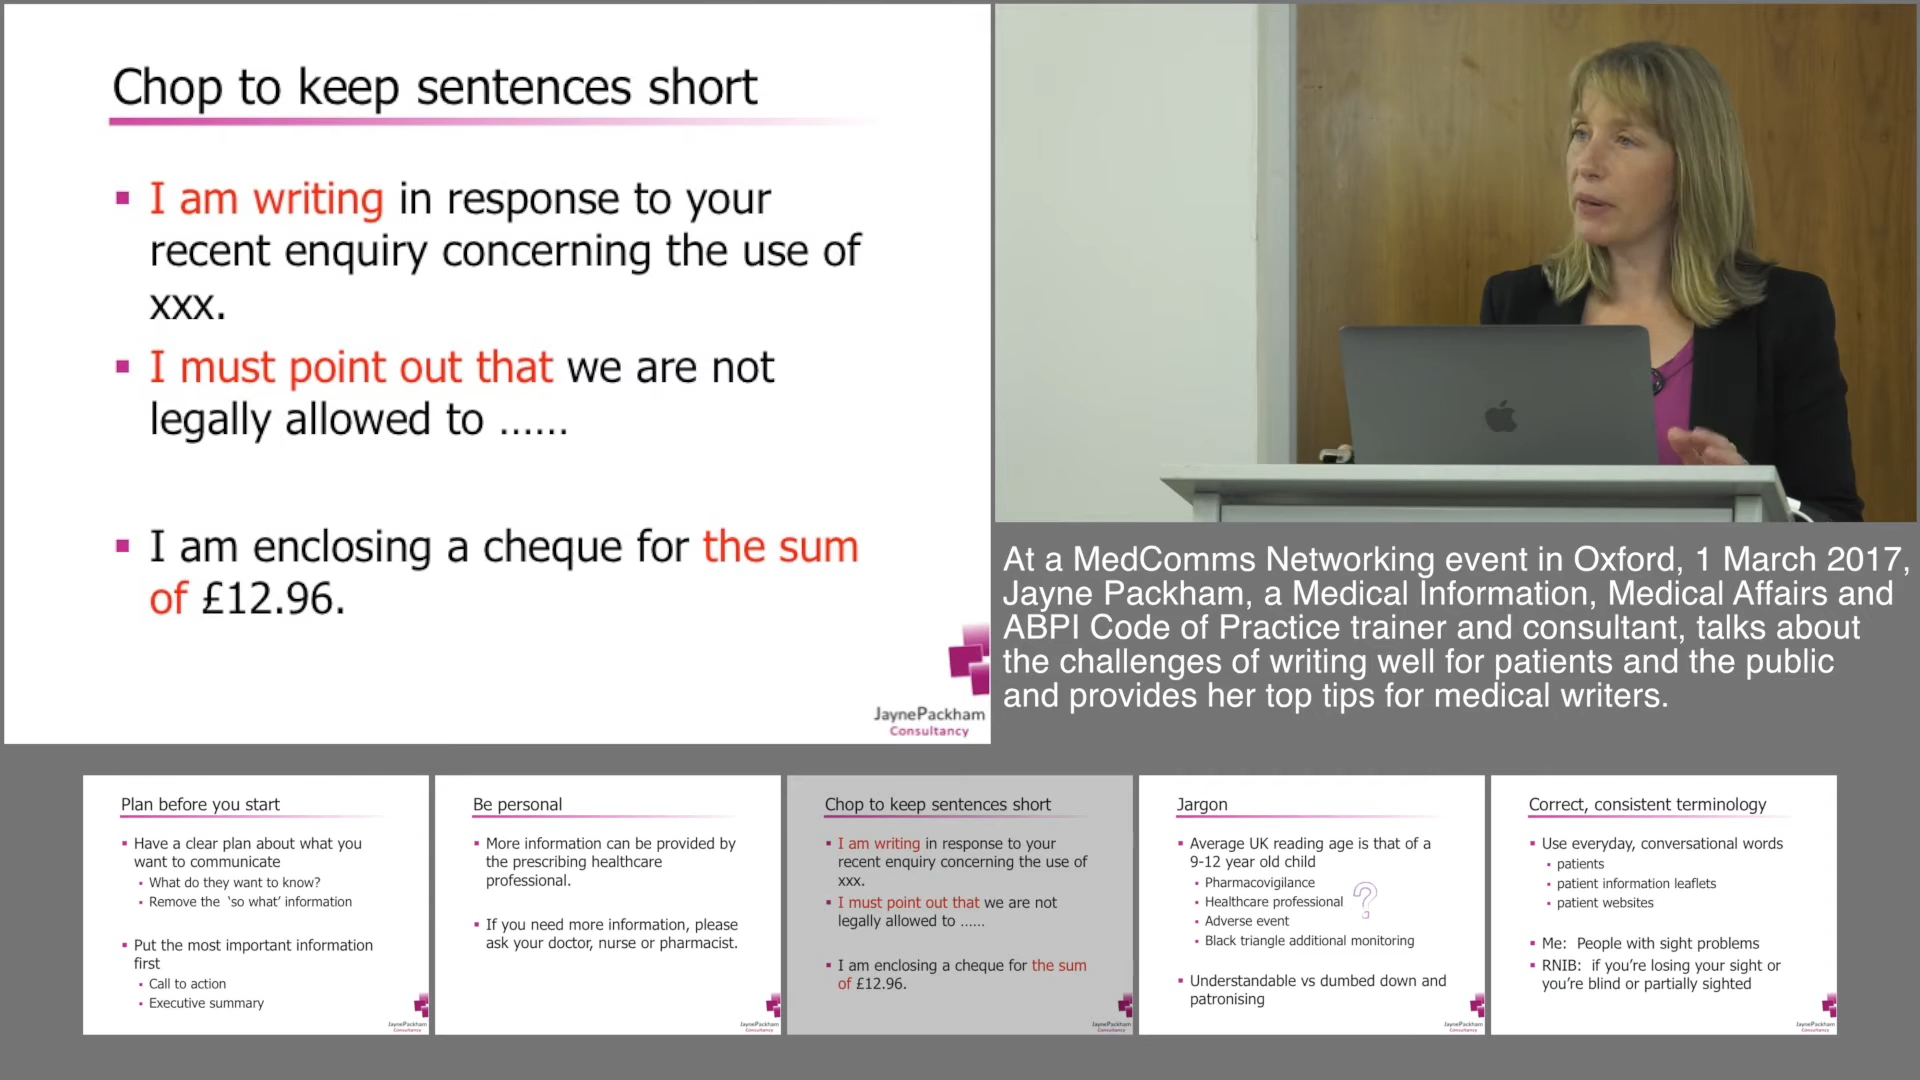 Chop to keep sentences short
▪ I am writing in response to your
recent enquiry concerning the use of
xxx.
▪ I must point out that we are not
legally allowed to ......
▪ I am enclosing a cheque for the sum
of £12.96.
JaynePackham
Consultancy
At a MedComms Networking event in Oxford, 1 March 2017,
Jayne Packham, a Medical Information, Medical Affairs and
ABPI Code of Practice trainer and consultant, talks about
the challenges of writing well for patients and the public
and provides her top tips for medical writers.
Plan before you start
▪ Have a clear plan about what you
want to communicate
▪ What do they want to know?
▪ Remove the ‘so what’ information
▪ Put the most important information
first
▪ Call to action
▪ Executive summary
JaynePackham
Consultancy
Be personal
▪ More information can be provided by
the prescribing healthcare
professional.
▪ If you need more information, please
ask your doctor, nurse or pharmacist.
JaynePackham
Consultancy
Chop to keep sentences short
▪ I am writing in response to your
recent enquiry concerning the use of
xxx.
▪ I must point out that we are not
legally allowed to ......
▪ I am enclosing a cheque for the sum
of £12.96.
JaynePackham
Consultancy
Jargon
▪ Average UK reading age is that of a
9-12 year old child
▪ Pharmacovigilance
▪ Healthcare professional
▪ Adverse event
▪ Black triangle additional monitoring
?
▪ Understandable vs dumbed down and
patronising
JaynePackham
Consultancy
Correct, consistent terminology
▪ Use everyday, conversational words
▪ patients
▪ patient information leaflets
▪ patient websites
▪ Me: People with sight problems
▪ RNIB: if you’re losing your sight or
you’re blind or partially sighted
JaynePackham
Consultancy